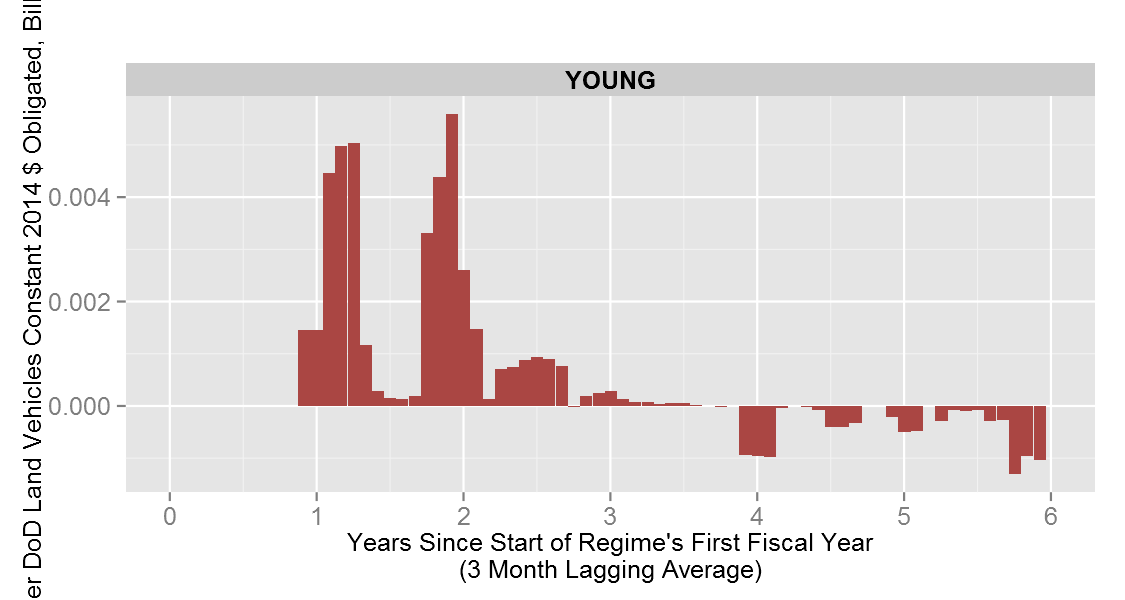 YOUNG
er DoD Land Vehicles Constant 2014 $ Obligated, Bill
0.004
0.002
0.000
0 1 2 3 4 5 6
Years Since Start of Regime's First Fiscal Year
(3 Month Lagging Average)